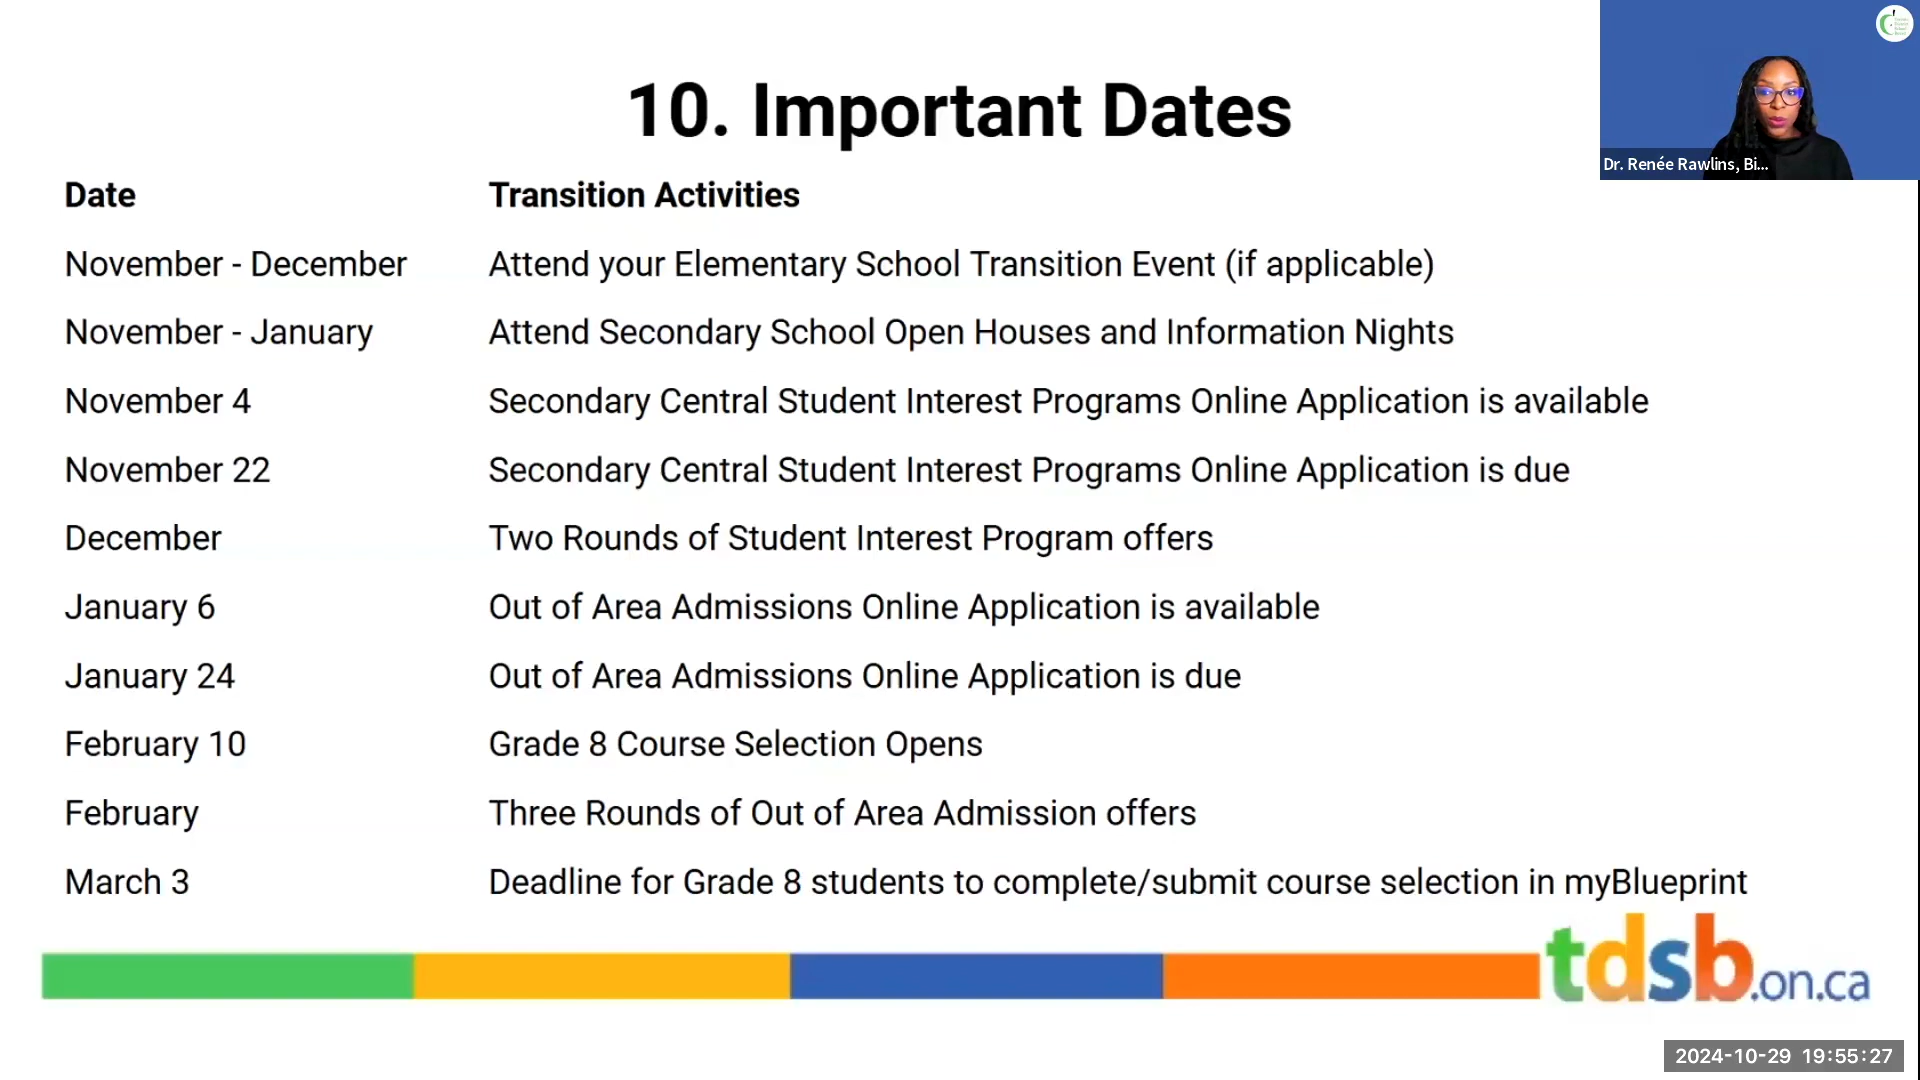 10. Important Dates
Dr. Renée Rawlins, Bi...
Date Transition Activities
November - December Attend your Elementary School Transition Event (if applicable)
November - January Attend Secondary School Open Houses and Information Nights
November 4 Secondary Central Student Interest Programs Online Application is available
November 22 Secondary Central Student Interest Programs Online Application is due
December Two Rounds of Student Interest Program offers
January 6 Out of Area Admissions Online Application is available
January 24 Out of Area Admissions Online Application is due
February 10 Grade 8 Course Selection Opens
February Three Rounds of Out of Area Admission offers
March 3 Deadline for Grade 8 students to complete/submit course selection in myBlueprint
tdsb.on.ca
2024-10-29 19:55:27